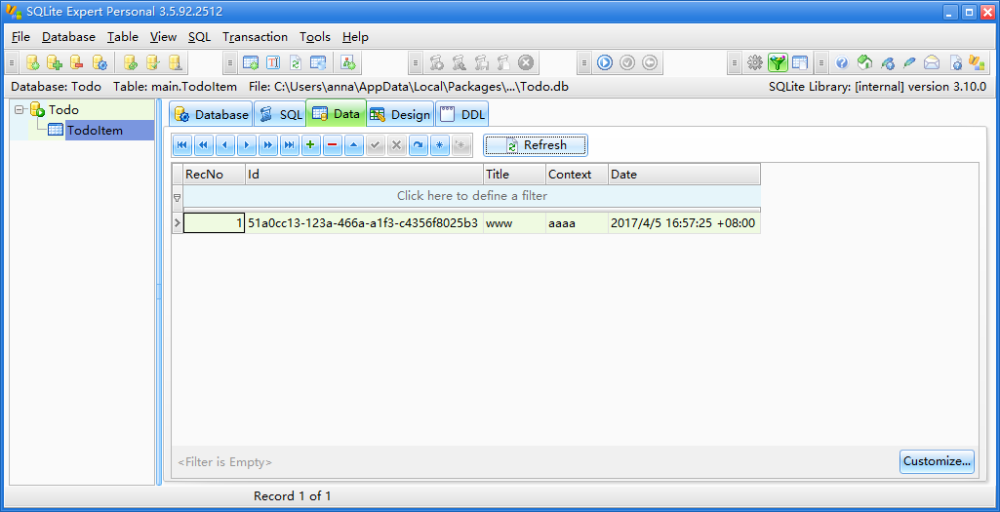 SQLite Expert Personal 3.5.92.2512
File Database Table View SQL Transaction Tools Help
Database: Todo Table: main.TodoItem File: C:\Users\anna\AppData\Local\Packages\...\Todo.db SQLite Library: [internal] version 3.10.0
Todo
TodoItem
Database SQL Data Design DDL
Refresh
RecNo Id Title Context Date
Click here to define a filter
1 51a0cc13-123a-466a-a1f3-c4356f8025b3 www aaaa 2017/4/5 16:57:25 +08:00
<Filter is Empty> Customize...
Record 1 of 1